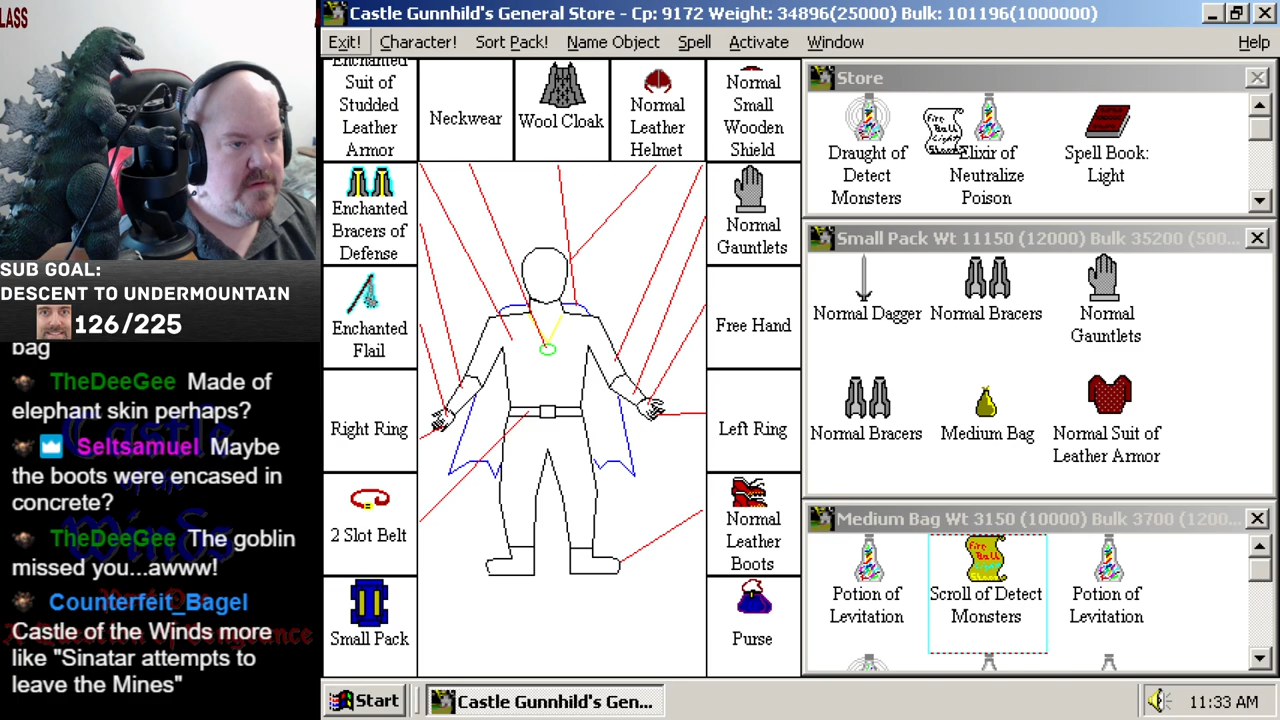 LASS
Castle Gunnhild's General Store - Cp: 9172 Weight: 34896(25000) Bulk: 101196(1000000)
Exit! Character! Sort Pack! Name Object Spell Activate Window Help
Enchanted
Suit of
Studded
Leather
Armor
Neckwear
Wool Cloak
Normal
Leather
Helmet
Normal
Small
Wooden
Shield
Enchanted
Bracers of
Defense
Normal
Gauntlets
Enchanted
Flail
Free Hand
Right Ring
Left Ring
2 Slot Belt
Normal
Leather
Boots
Small Pack
Purse
Store
Fire
Ball
Draught of
Detect
Monsters
Elixir of
Neutralize
Poison
Spell Book:
Light
Small Pack Wt 11150 (12000) Bulk 35200 (500...
Normal Dagger
Normal Bracers
Normal
Gauntlets
Normal Bracers
Medium Bag
Normal Suit of
Leather Armor
Medium Bag Wt 3150 (10000) Bulk 3700 (1200...
Fire
Ball
Potion of
Levitation
Scroll of Detect
Monsters
Potion of
Levitation
SUB GOAL:
DESCENT TO UNDERMOUNTAIN
126/225
bag
TheDeeGee Made of
elephant skin perhaps?
Seltsamuel Maybe
the boots were encased in
concrete?
TheDeeGee The goblin
missed you...awww!
Counterfeit_Bagel
Castle of the Winds more
like "Sinatar attempts to
leave the Mines"
Castle
of the
Winds
Start
Castle Gunnhild's Gen...
11:33 AM